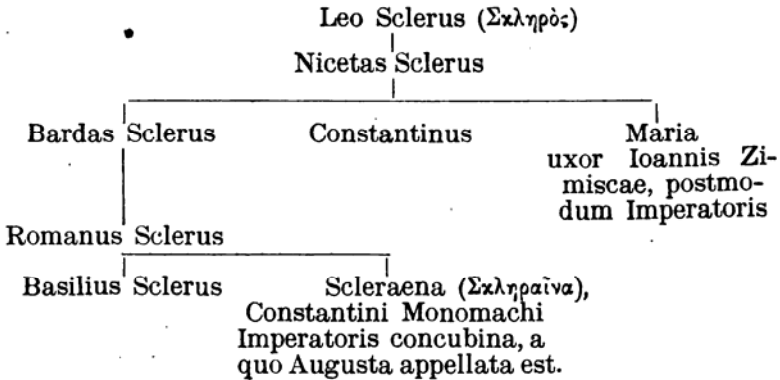 Leo Sclerus (Σκληρὸς)
Nicetas Sclerus
Bardas Sclerus Constantinus Maria
uxor Ioannis Zi-
miscae, postmo-
dum Imperatoris
Romanus Sclerus
Basilius Sclerus Scleraena (Σκληραῖνα),
Constantini Monomachi
Imperatoris concubina, a
quo Augusta appellata est.